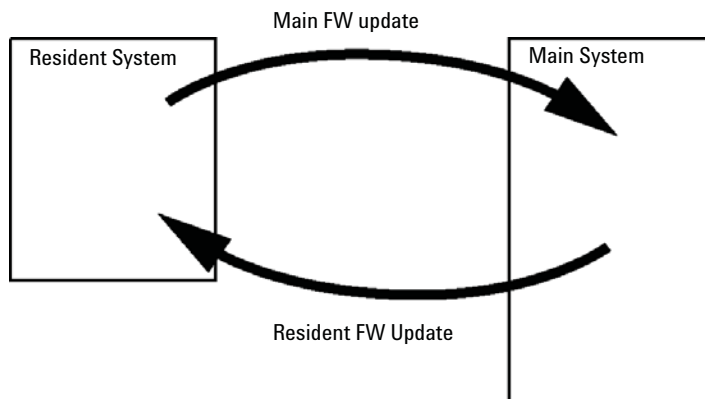 Main FW update
Resident System
Main System
Resident FW Update